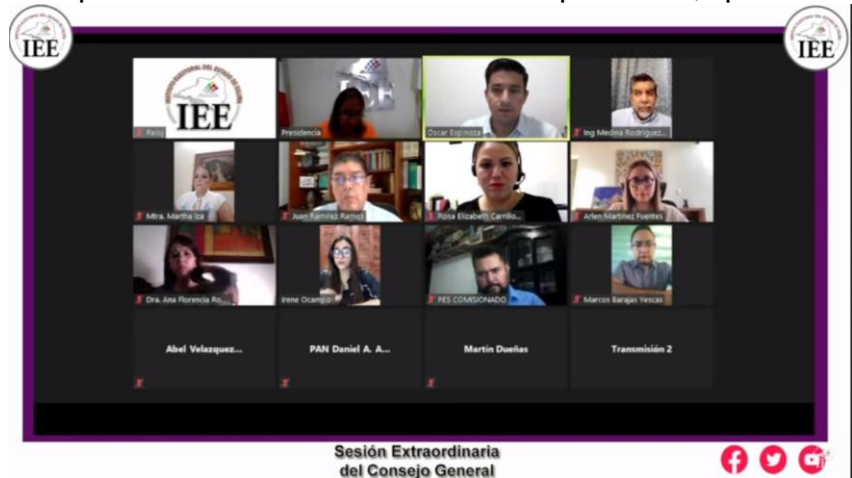 IEE
IEE
IEE
Reloj
Presidencia
Oscar Espinoza
Ing Medina Rodriguez...
Mtra. Martha Iza
Juan Ramirez Ramos
Rosa Elizabeth Carrillo...
Arlen Martinez Fuentes
Dra. Ana Florencia Ro...
Irene Ocampo
PES COMISIONADO
Marcos Barajas Yescas
Abel Velazquez...
PAN Daniel A. A...
Martin Dueñas
Transmisión 2
Sesión Extraordinaria
del Consejo General